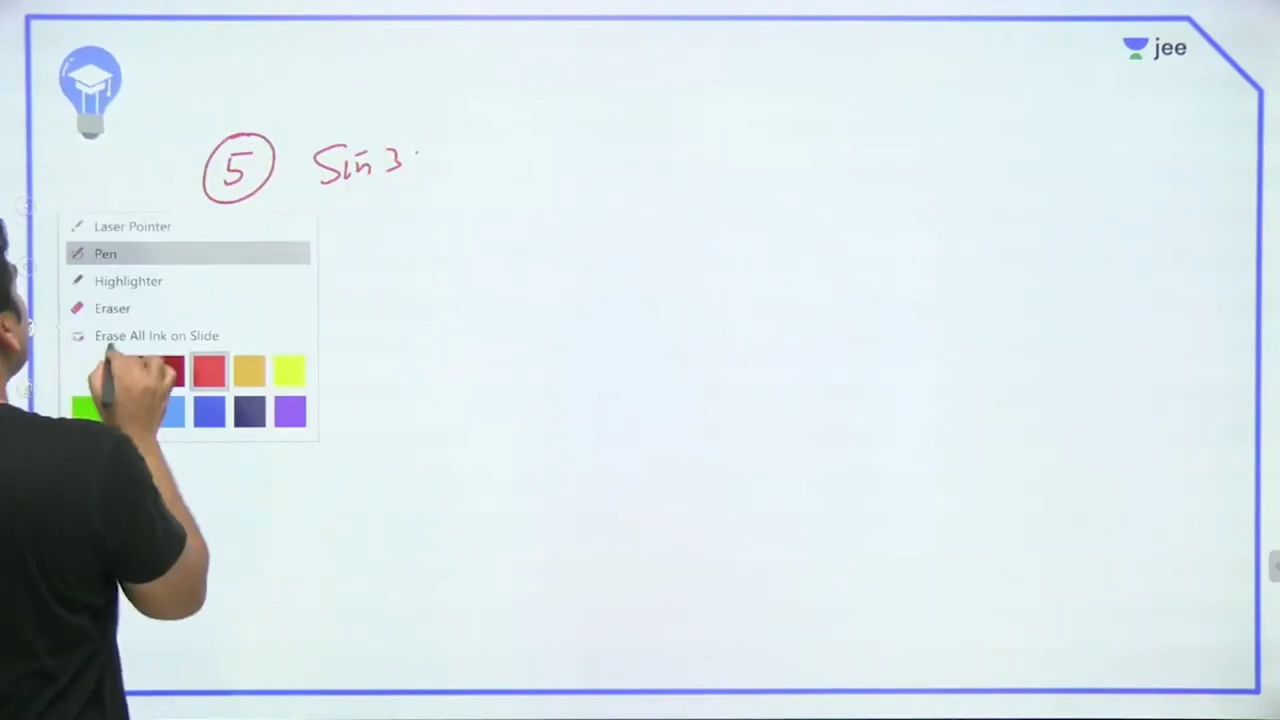 jee
5 Sin 3
Laser Pointer
Pen
Highlighter
Eraser
Erase All Ink on Slide